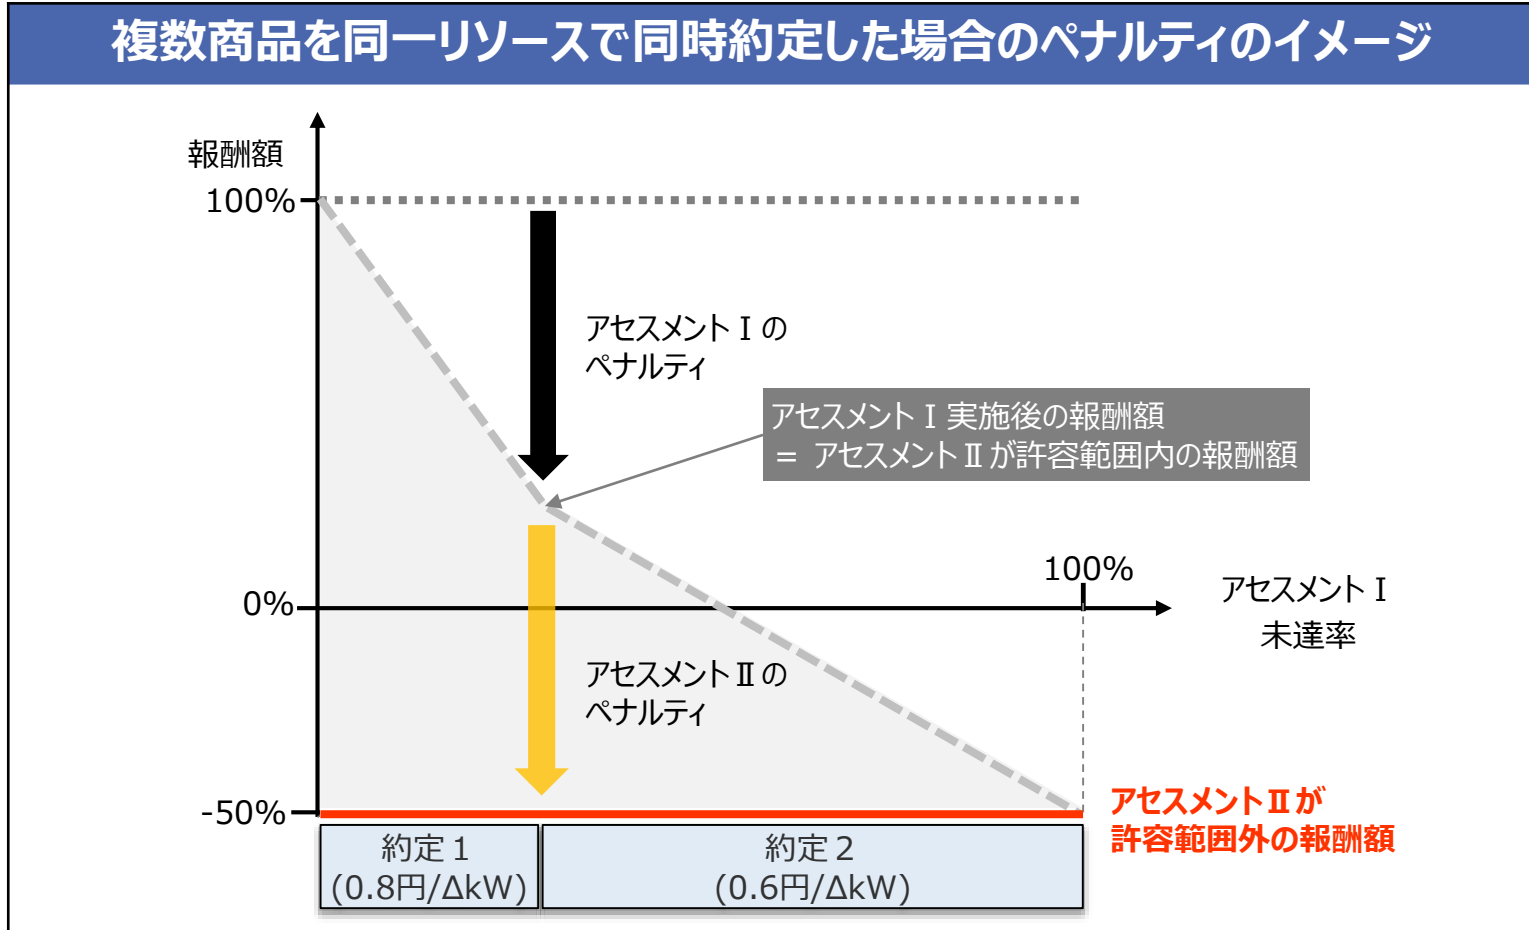 複数商品を同一リソースで同時約定した場合のペナルティのイメージ
報酬額
100%
アセスメントⅠの
ペナルティ
アセスメントⅠ実施後の報酬額
= アセスメントⅡが許容範囲内の報酬額
100%
アセスメントⅠ
未達率
0%
アセスメントⅡの
ペナルティ
-50%
アセスメントⅡが
許容範囲外の報酬額
約定1
(0.8円/ΔkW)
約定2
(0.6円/ΔkW)